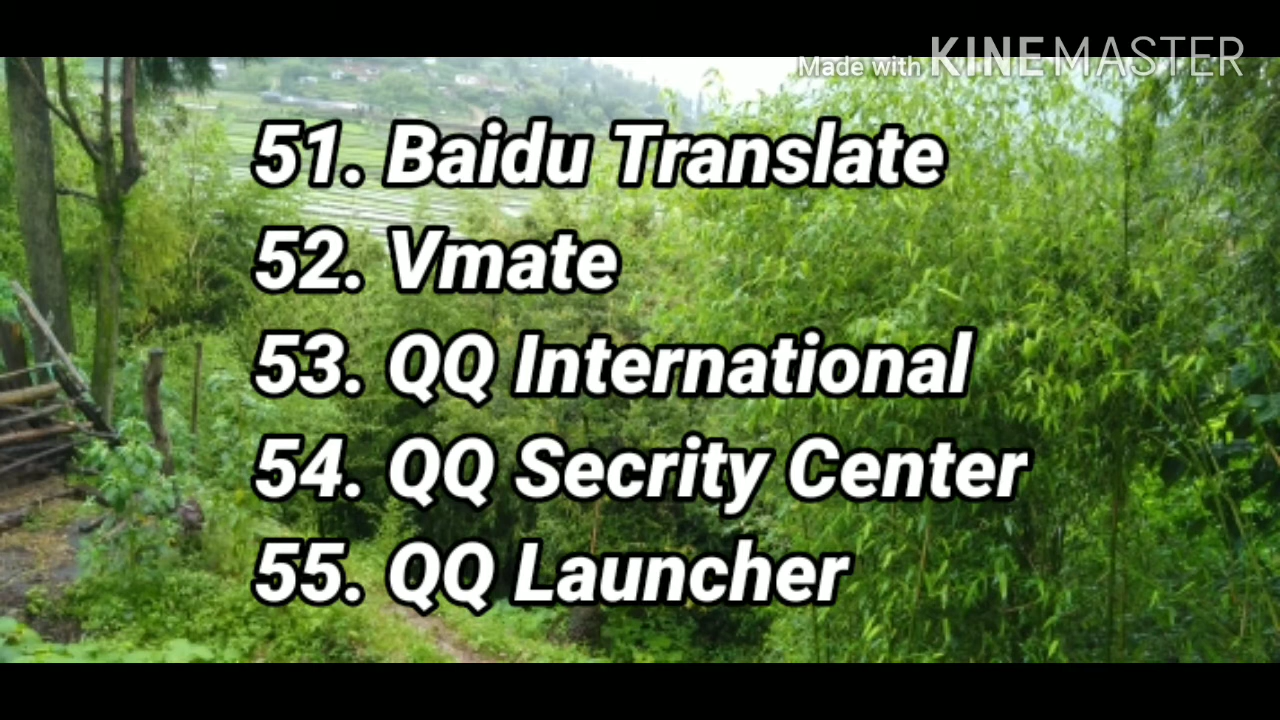 Made with KINEMASTER
51. Baidu Translate
52. Vmate
53. QQ International
54. QQ Secrity Center
55. QQ Launcher